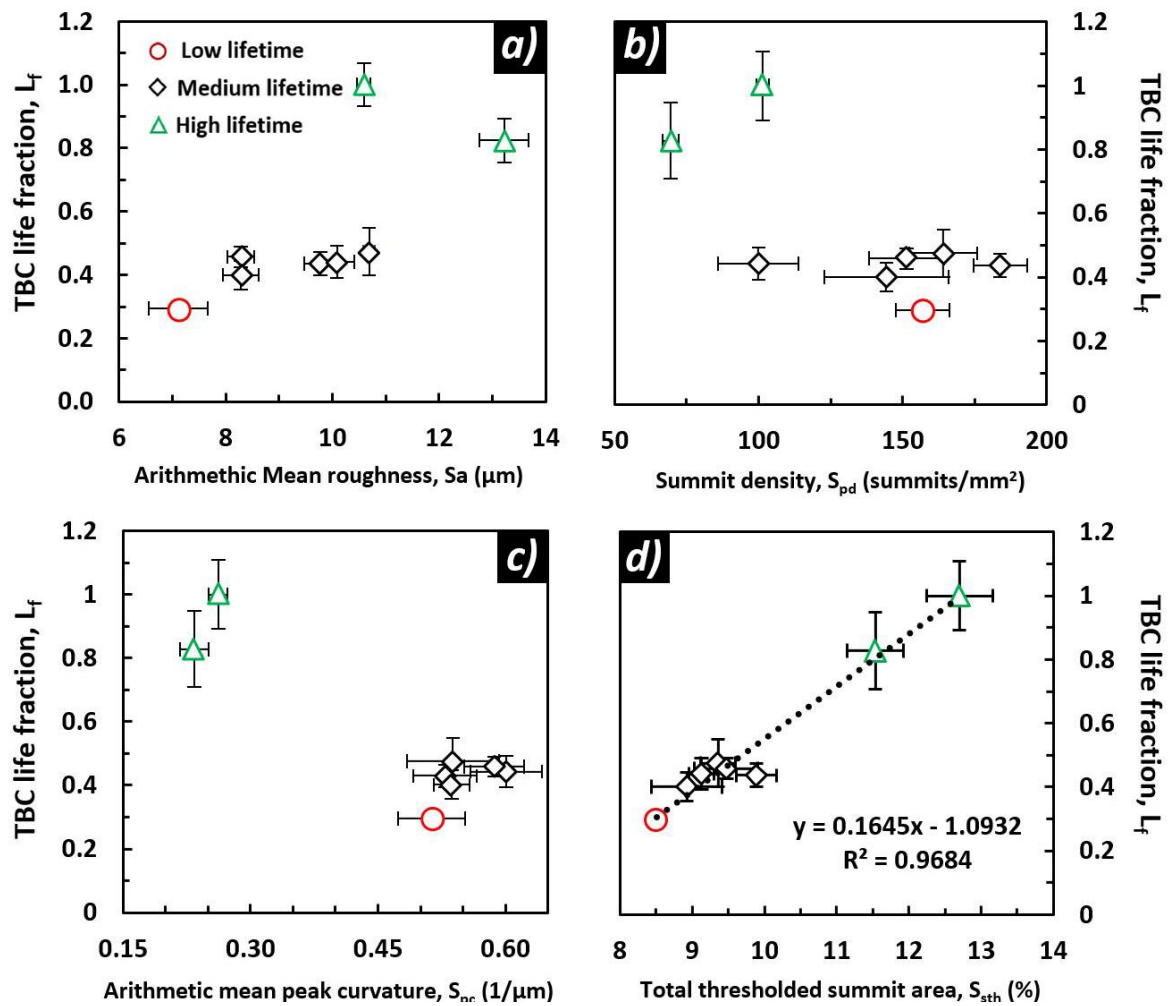 a)
1.2
1.0
0.8
0.6
0.4
0.2
0.0
TBC life fraction, Lf
Low lifetime
Medium lifetime
High lifetime
6 8 10 12 14
Arithmethic Mean roughness, Sa (µm)
b)
1.2
1
0.8
0.6
0.4
0.2
0
TBC life fraction, Lf
50 100 150 200
Summit density, Spd (summits/mm²)
c)
1.2
1
0.8
0.6
0.4
0.2
0
TBC life fraction, Lf
0.15 0.30 0.45 0.60
Arithmetic mean peak curvature, Spc (1/µm)
d)
1.2
1
0.8
0.6
0.4
0.2
0
TBC life fraction, Lf
y = 0.1645x - 1.0932
R² = 0.9684
8 9 10 11 12 13 14
Total thresholded summit area, Ssth (%)